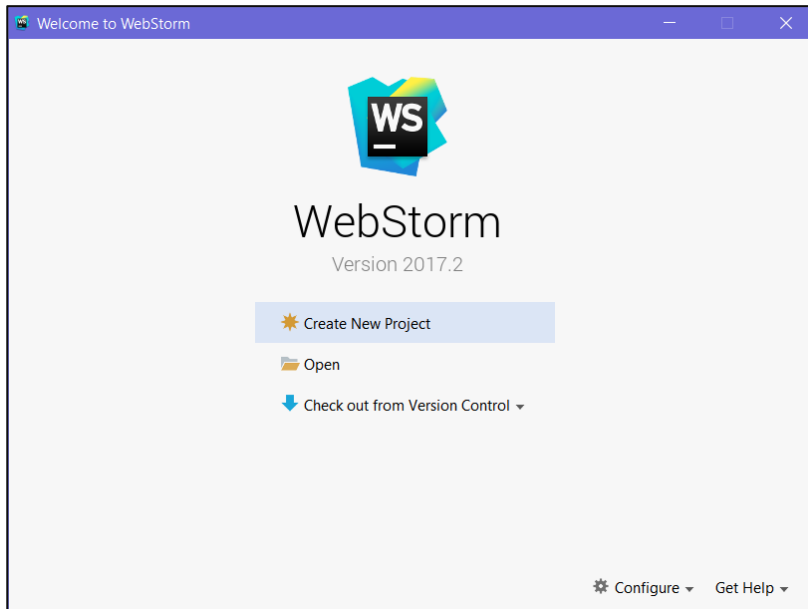 Welcome to WebStorm
WS
WebStorm
Version 2017.2
Create New Project
Open
Check out from Version Control
Configure Get Help